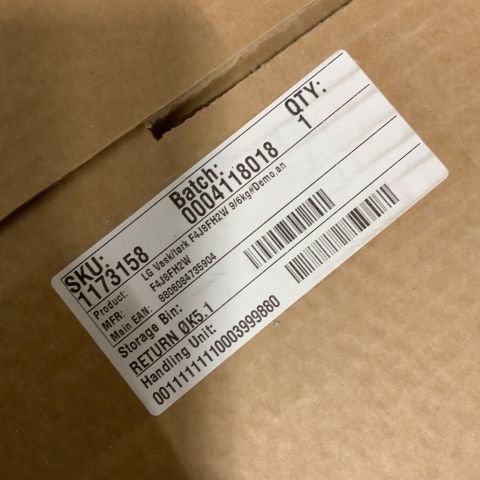 SKU: Batch: QTY:
1173158 0004118018 1
Product: LG Vask/tørk F4J8FH2W 9/6kg#Demo,an
MFR: F4J8FH2W
Main EAN: 8806084735904
Storage Bin:
RETURN ØK5.1
Handling Unit:
00111111110003999880